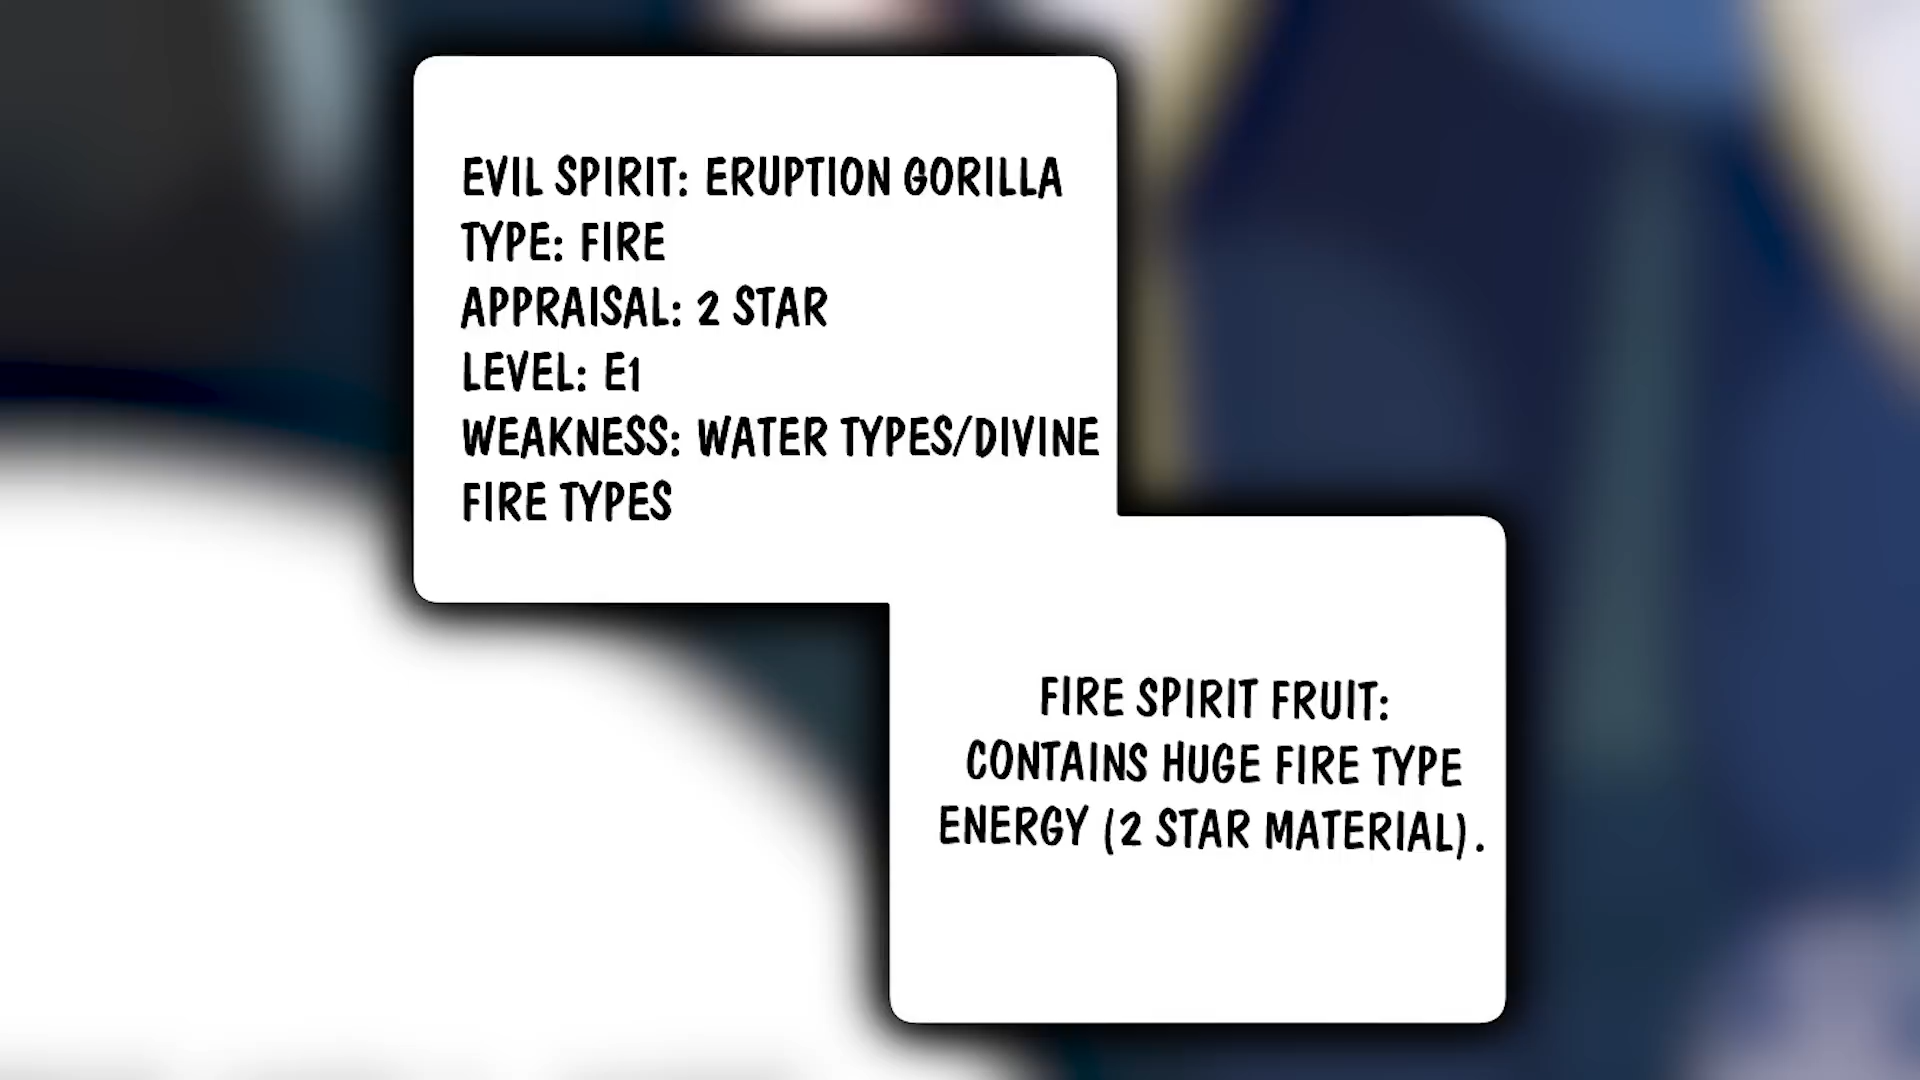 EVIL SPIRIT: ERUPTION GORILLA
TYPE: FIRE
APPRAISAL: 2 STAR
LEVEL: E1
WEAKNESS: WATER TYPES/DIVINE
FIRE TYPES
FIRE SPIRIT FRUIT:
CONTAINS HUGE FIRE TYPE
ENERGY (2 STAR MATERIAL).